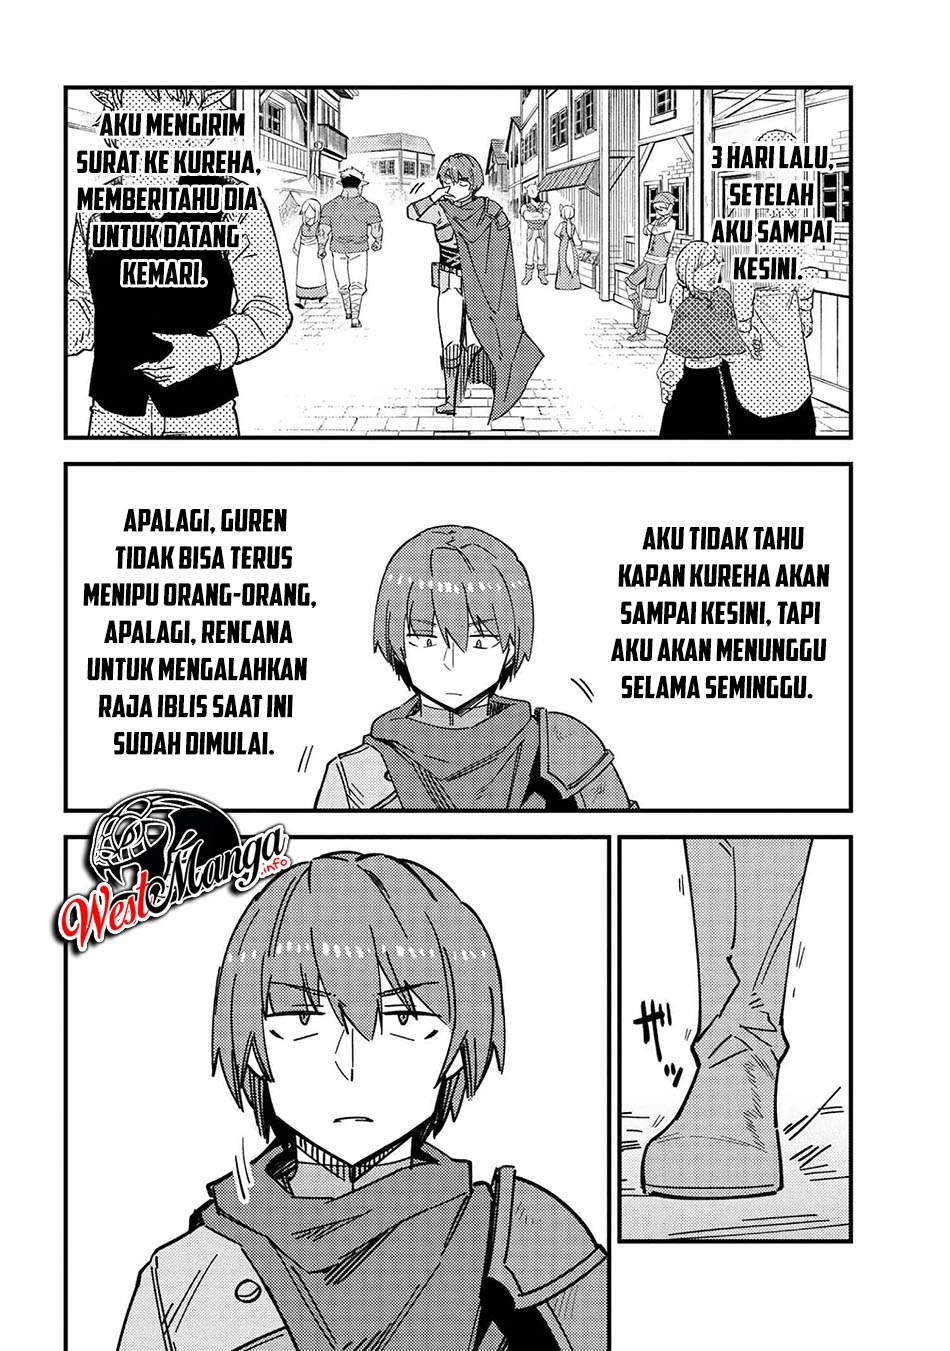 3 HARI LALU,
SETELAH
AKU SAMPAI
KESINI.
AKU MENGIRIM
SURAT KE KUREHA,
MEMBERITAHU DIA
UNTUK DATANG
KEMARI.
AKU TIDAK TAHU
KAPAN KUREHA AKAN
SAMPAI KESINI, TAPI
AKU AKAN MENUNGGU
SELAMA SEMINGGU.
APALAGI, GUREN
TIDAK BISA TERUS
MENIPU ORANG-ORANG,
APALAGI, RENCANA
UNTUK MENGALAHKAN
RAJA IBLIS SAAT INI
SUDAH DIMULAI.
ザッ
WestManga
.info